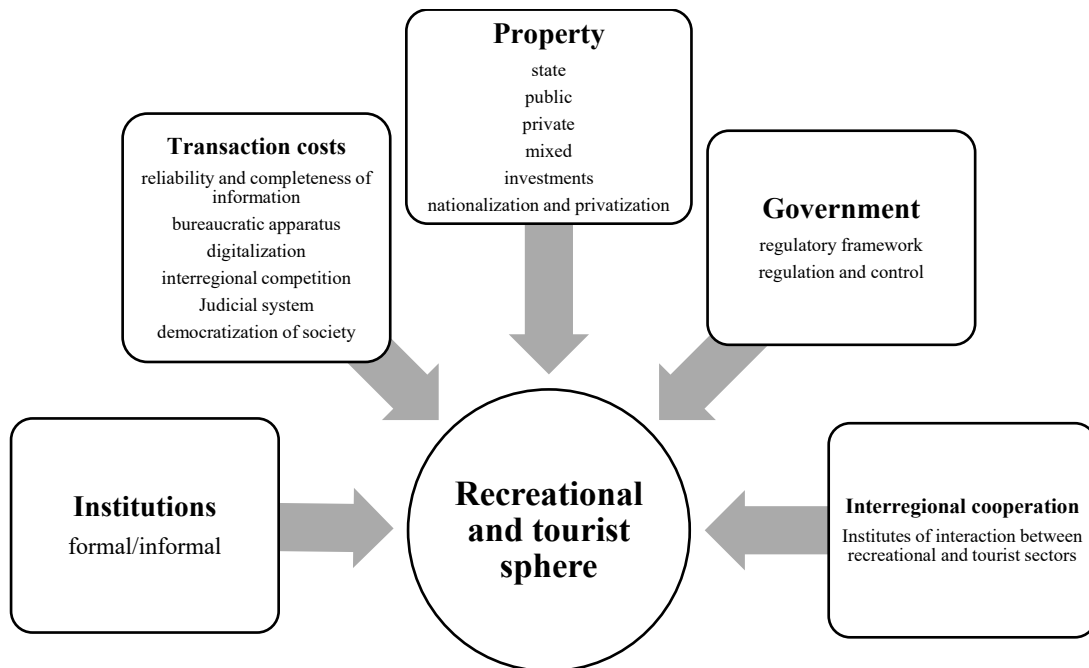 Property
state
public
private
mixed
investments
nationalization and privatization
Transaction costs
reliability and completeness of
information
bureaucratic apparatus
digitalization
interregional competition
Judicial system
democratization of society
Government
regulatory framework
regulation and control
Institutions
formal/informal
Recreational
and tourist
sphere
Interregional cooperation
Institutes of interaction between
recreational and tourist sectors